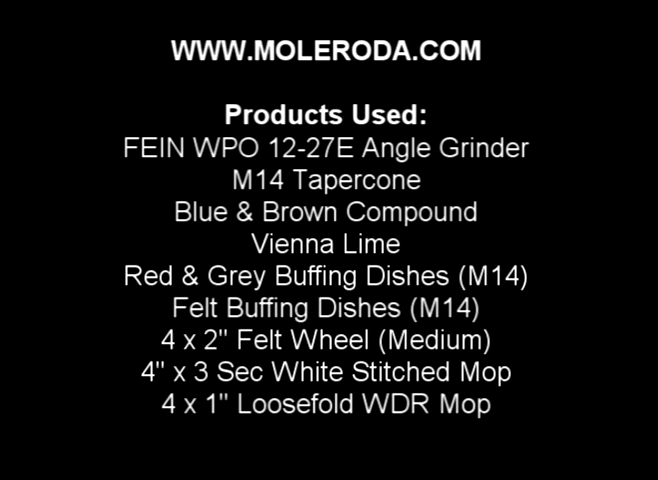 WWW.MOLERODA.COM
Products Used:
FEIN WPO 12-27E Angle Grinder
M14 Tapercone
Blue & Brown Compound
Vienna Lime
Red & Grey Buffing Dishes (M14)
Felt Buffing Dishes (M14)
4 x 2" Felt Wheel (Medium)
4" x 3 Sec White Stitched Mop
4 x 1" Loosefold WDR Mop